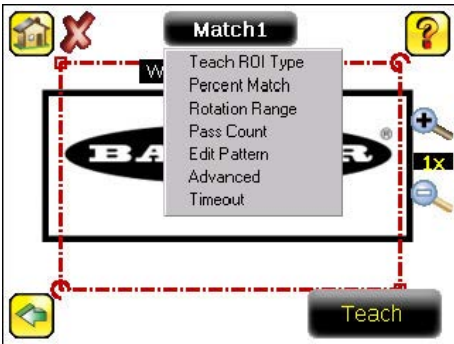 Match1
Teach ROI Type
Percent Match
Rotation Range
Pass Count
Edit Pattern
Advanced
Timeout
1x
Teach